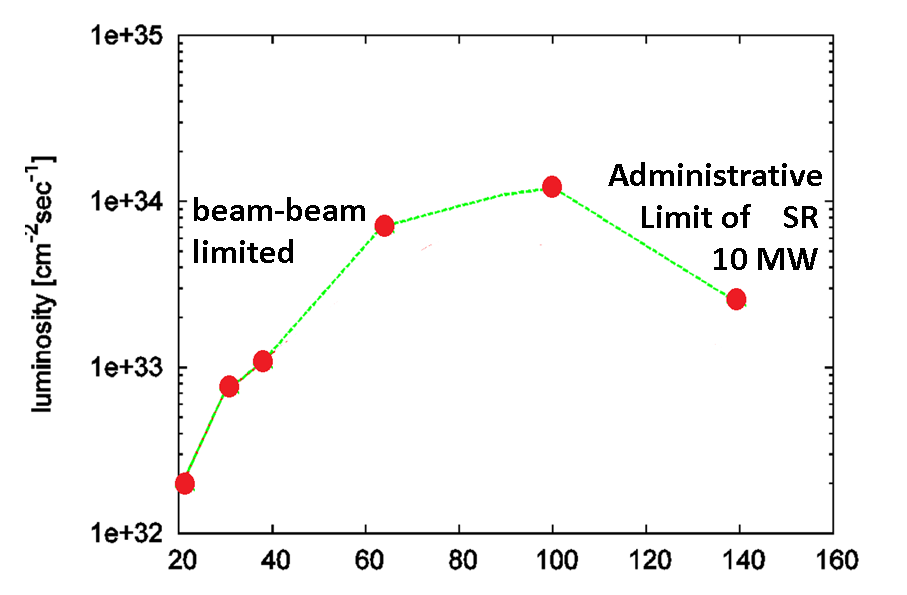 1e+35
1e+34
1e+33
1e+32
luminosity [cm⁻²sec⁻¹]
beam-beam
limited
Administrative
Limit of SR
10 MW
20 40 60 80 100 120 140 160